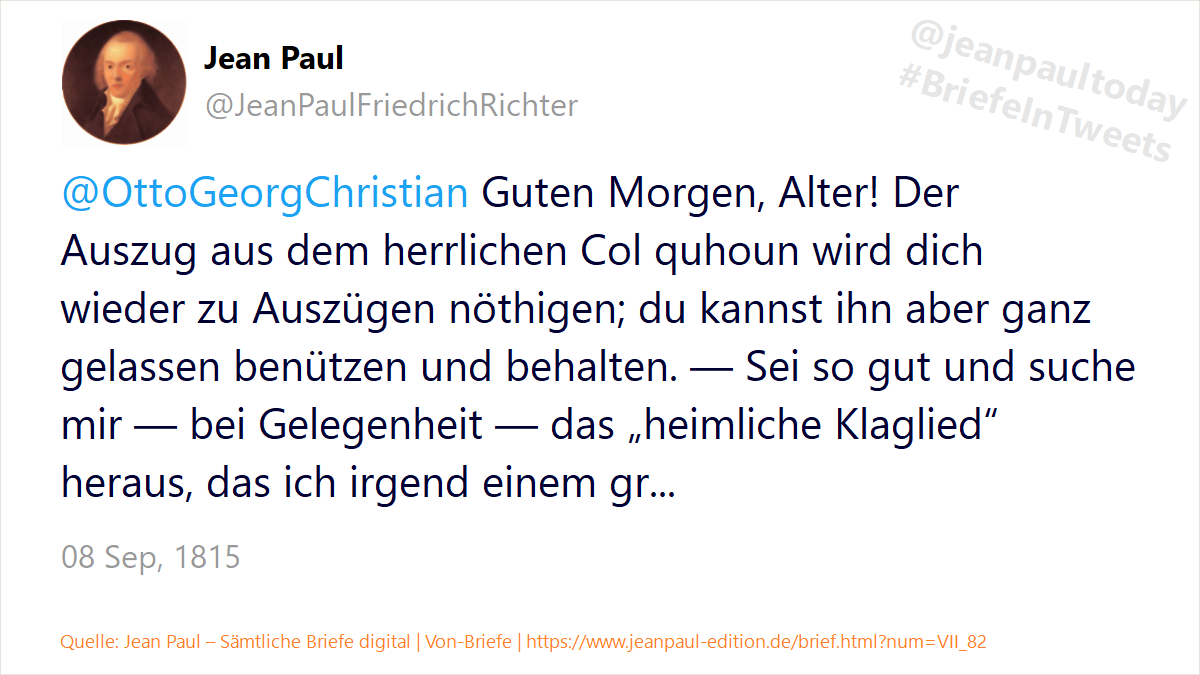 Jean Paul
@JeanPaulFriedrichRichter
@jeanpaultoday
#BriefeInTweets
@OttoGeorgChristian Guten Morgen, Alter! Der
Auszug aus dem herrlichen Col quhoun wird dich
wieder zu Auszügen nöthigen; du kannst ihn aber ganz
gelassen benützen und behalten. — Sei so gut und suche
mir — bei Gelegenheit — das „heimliche Klaglied“
heraus, das ich irgend einem gr...
08 Sep, 1815
Quelle: Jean Paul – Sämtliche Briefe digital | Von-Briefe | https://www.jeanpaul-edition.de/brief.html?num=VII_82